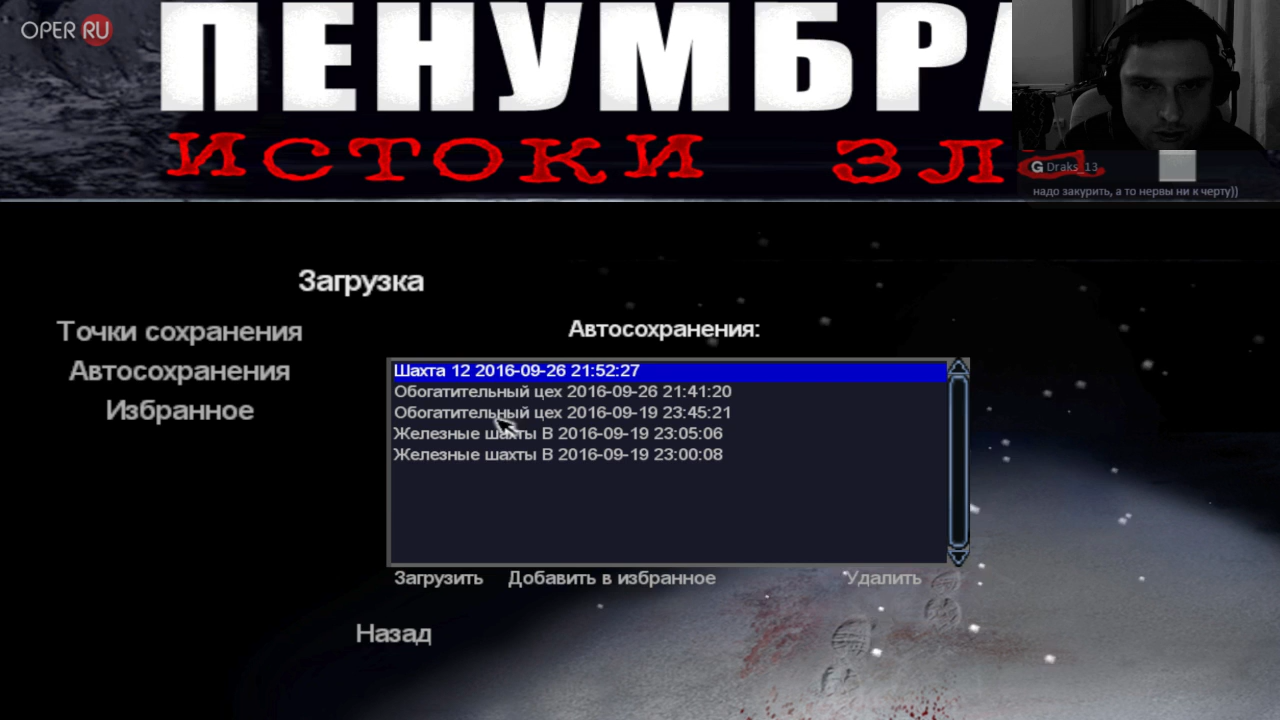 OPER RU
ПЕНУМБРА
ИСТОКИ ЗЛА
G Draks_13
надо закурить, а то нервы ни к черту))
Загрузка
Точки сохранения
Автосохранения
Избранное
Автосохранения:
Шахта 12 2016-09-26 21:52:27
Обогатительный цех 2016-09-26 21:41:20
Обогатительный цех 2016-09-19 23:45:21
Железные шахты В 2016-09-19 23:05:06
Железные шахты В 2016-09-19 23:00:08
Загрузить
Добавить в избранное
Удалить
Назад